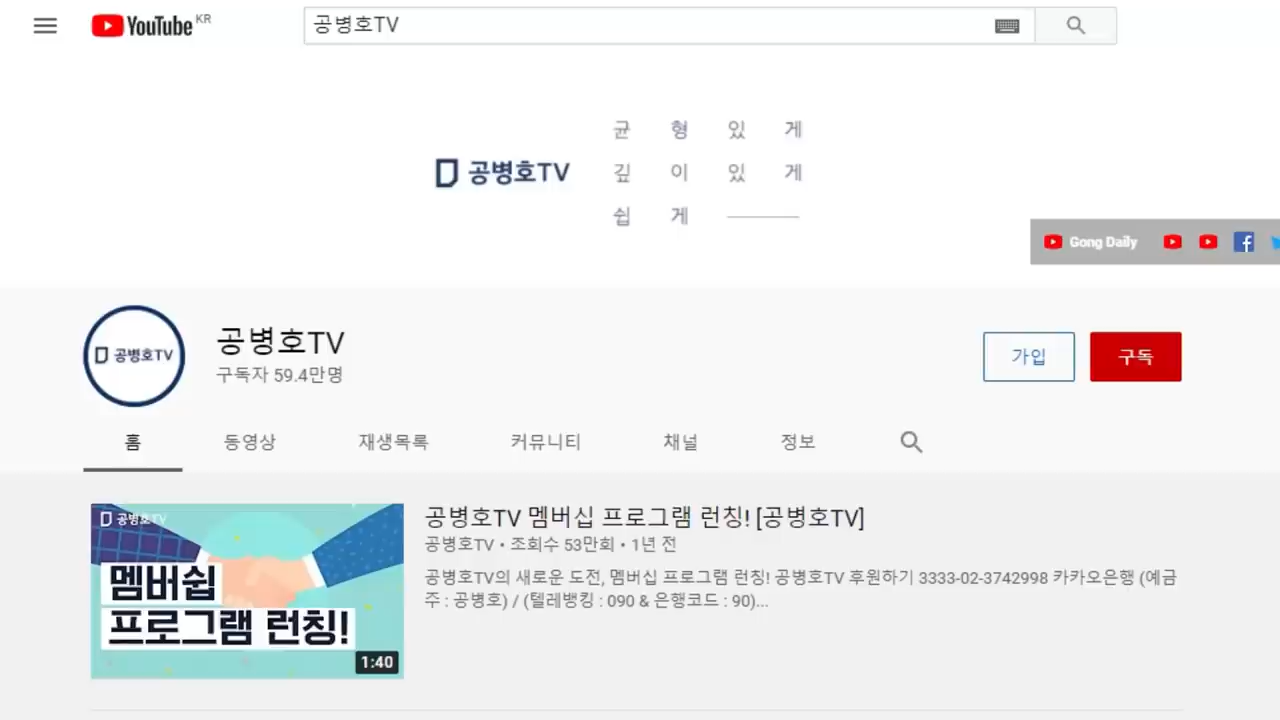 YouTube KR
공병호TV
균형있게
공병호TV
깊이있게
쉽게
Gong Daily
공병호TV
공병호TV
구독자 59.4만명
가입
구독
홈
동영상
재생목록
커뮤니티
채널
정보
공병호TV
멤버쉽
프로그램 런칭!
1:40
공병호TV 멤버십 프로그램 런칭! [공병호TV]
공병호TV • 조회수 53만회 • 1년 전
공병호TV의 새로운 도전, 멤버십 프로그램 런칭! 공병호TV 후원하기 3333-02-3742998 카카오은행 (예금
주 : 공병호) / (텔레뱅킹 : 090 & 은행코드 : 90)...